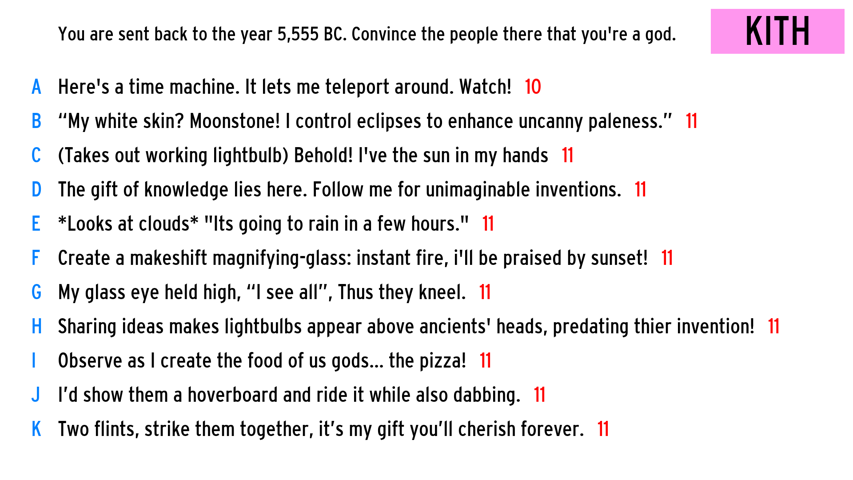 You are sent back to the year 5,555 BC. Convince the people there that you're a god.
KITH
A Here's a time machine. It lets me teleport around. Watch! 10
B “My white skin? Moonstone! I control eclipses to enhance uncanny paleness.” 11
C (Takes out working lightbulb) Behold! I've the sun in my hands 11
D The gift of knowledge lies here. Follow me for unimaginable inventions. 11
E *Looks at clouds* "Its going to rain in a few hours." 11
F Create a makeshift magnifying-glass: instant fire, i'll be praised by sunset! 11
G My glass eye held high, “I see all”, Thus they kneel. 11
H Sharing ideas makes lightbulbs appear above ancients' heads, predating thier invention! 11
I Observe as I create the food of us gods... the pizza! 11
J I’d show them a hoverboard and ride it while also dabbing. 11
K Two flints, strike them together, it’s my gift you’ll cherish forever. 11